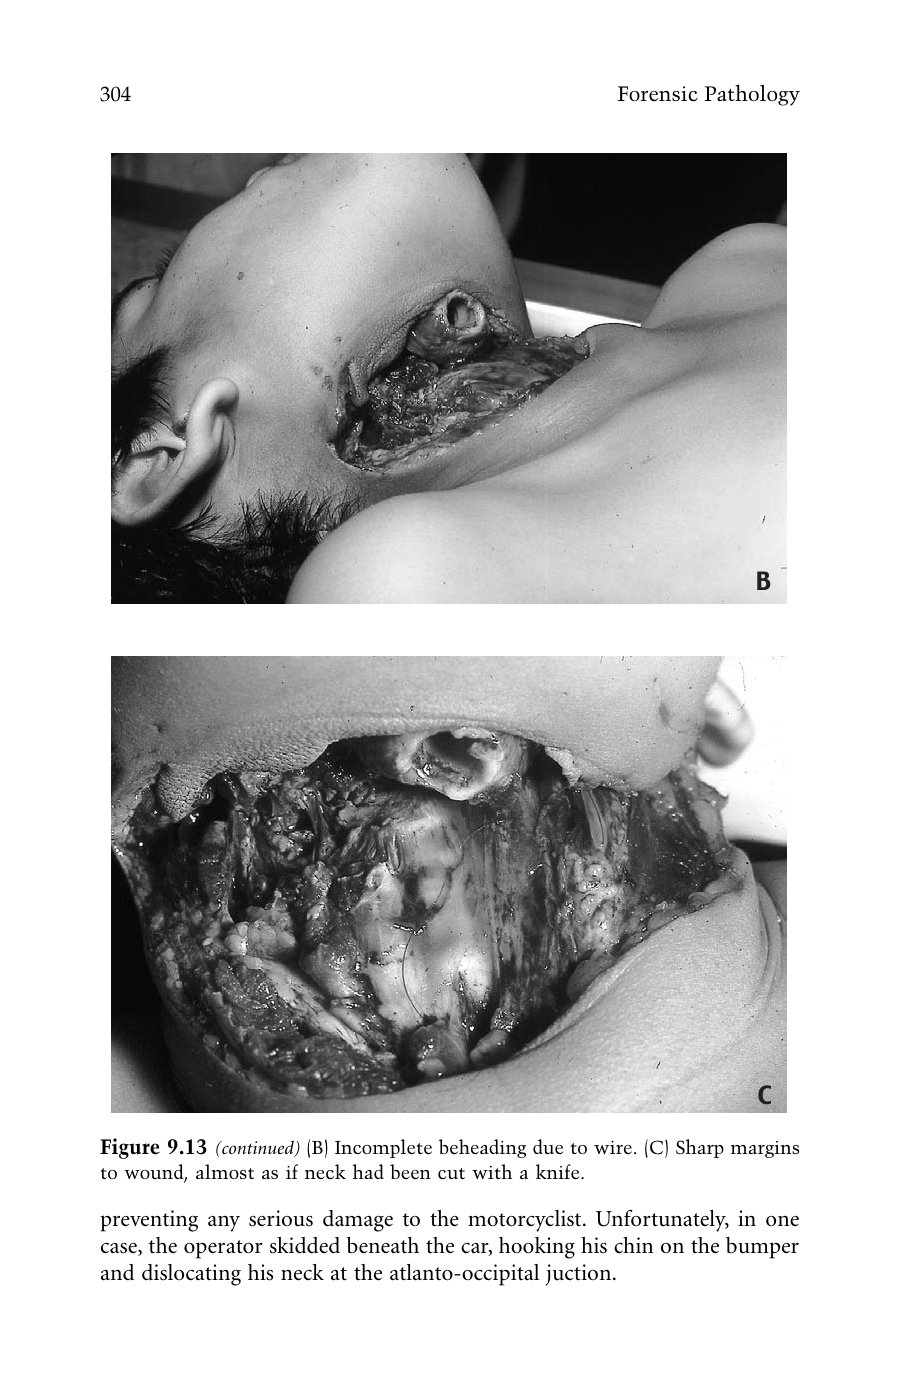 304
Forensic Pathology
B
C
Figure 9.13 (continued) (B) Incomplete beheading due to wire. (C) Sharp margins
to wound, almost as if neck had been cut with a knife.
preventing any serious damage to the motorcyclist. Unfortunately, in one
case, the operator skidded beneath the car, hooking his chin on the bumper
and dislocating his neck at the atlanto-occipital juction.